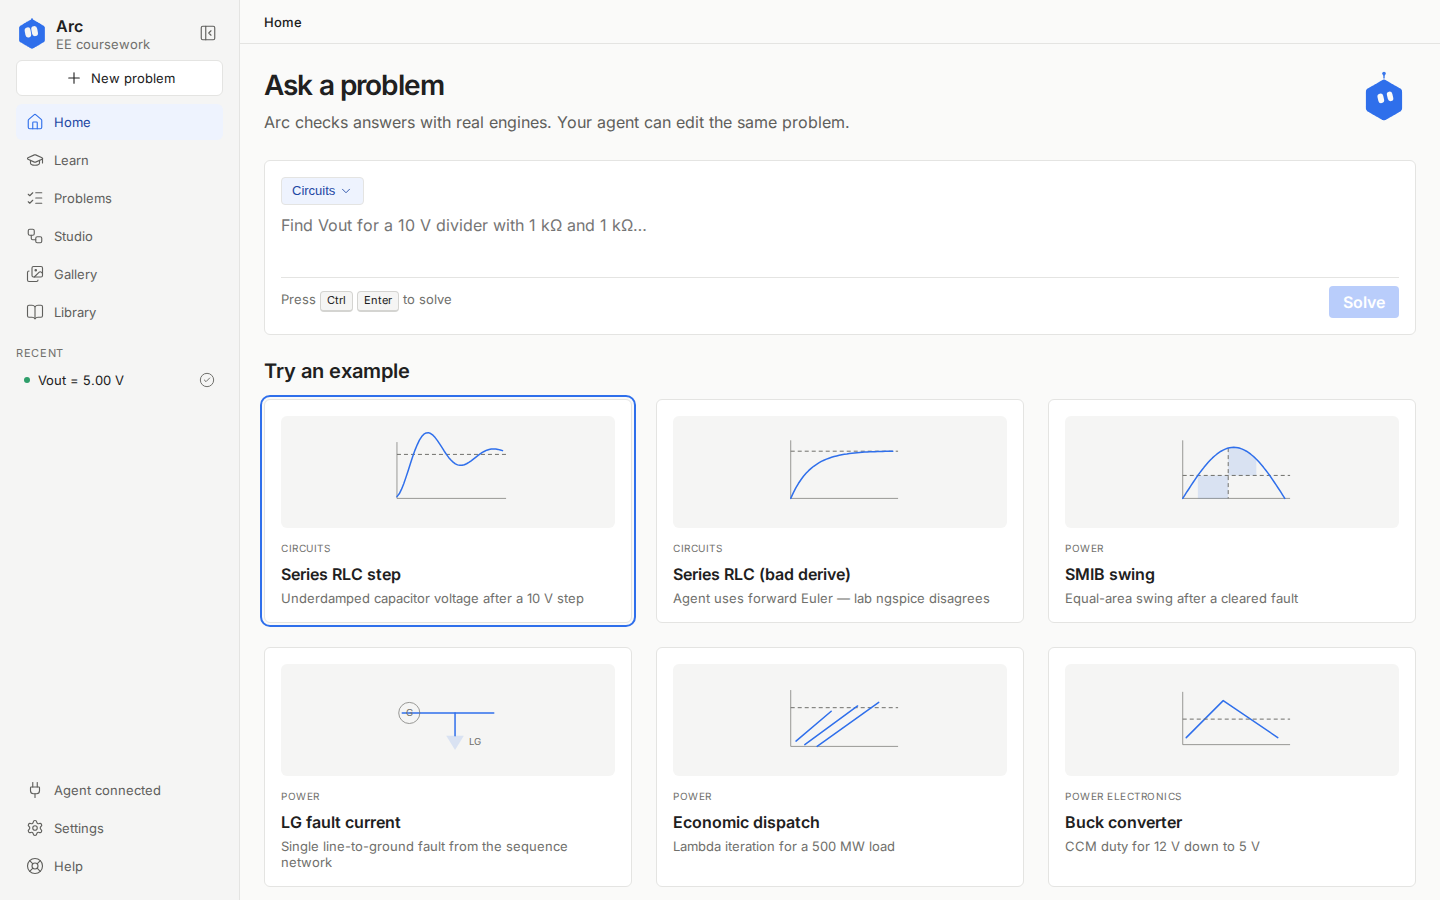 Arc
EE coursework
New problem
Home
Learn
Problems
Studio
Gallery
Library
RECENT
Vout = 5.00 V
Agent connected
Settings
Help
Home
Ask a problem
Arc checks answers with real engines. Your agent can edit the same problem.
Circuits
Find Vout for a 10 V divider with 1 kΩ and 1 kΩ...
Press Ctrl Enter to solve
Solve
Try an example
CIRCUITS
Series RLC step
Underdamped capacitor voltage after a 10 V step
CIRCUITS
Series RLC (bad derive)
Agent uses forward Euler — lab ngspice disagrees
POWER
SMIB swing
Equal-area swing after a cleared fault
G
LG
POWER
LG fault current
Single line-to-ground fault from the sequence
network
POWER
Economic dispatch
Lambda iteration for a 500 MW load
POWER ELECTRONICS
Buck converter
CCM duty for 12 V down to 5 V